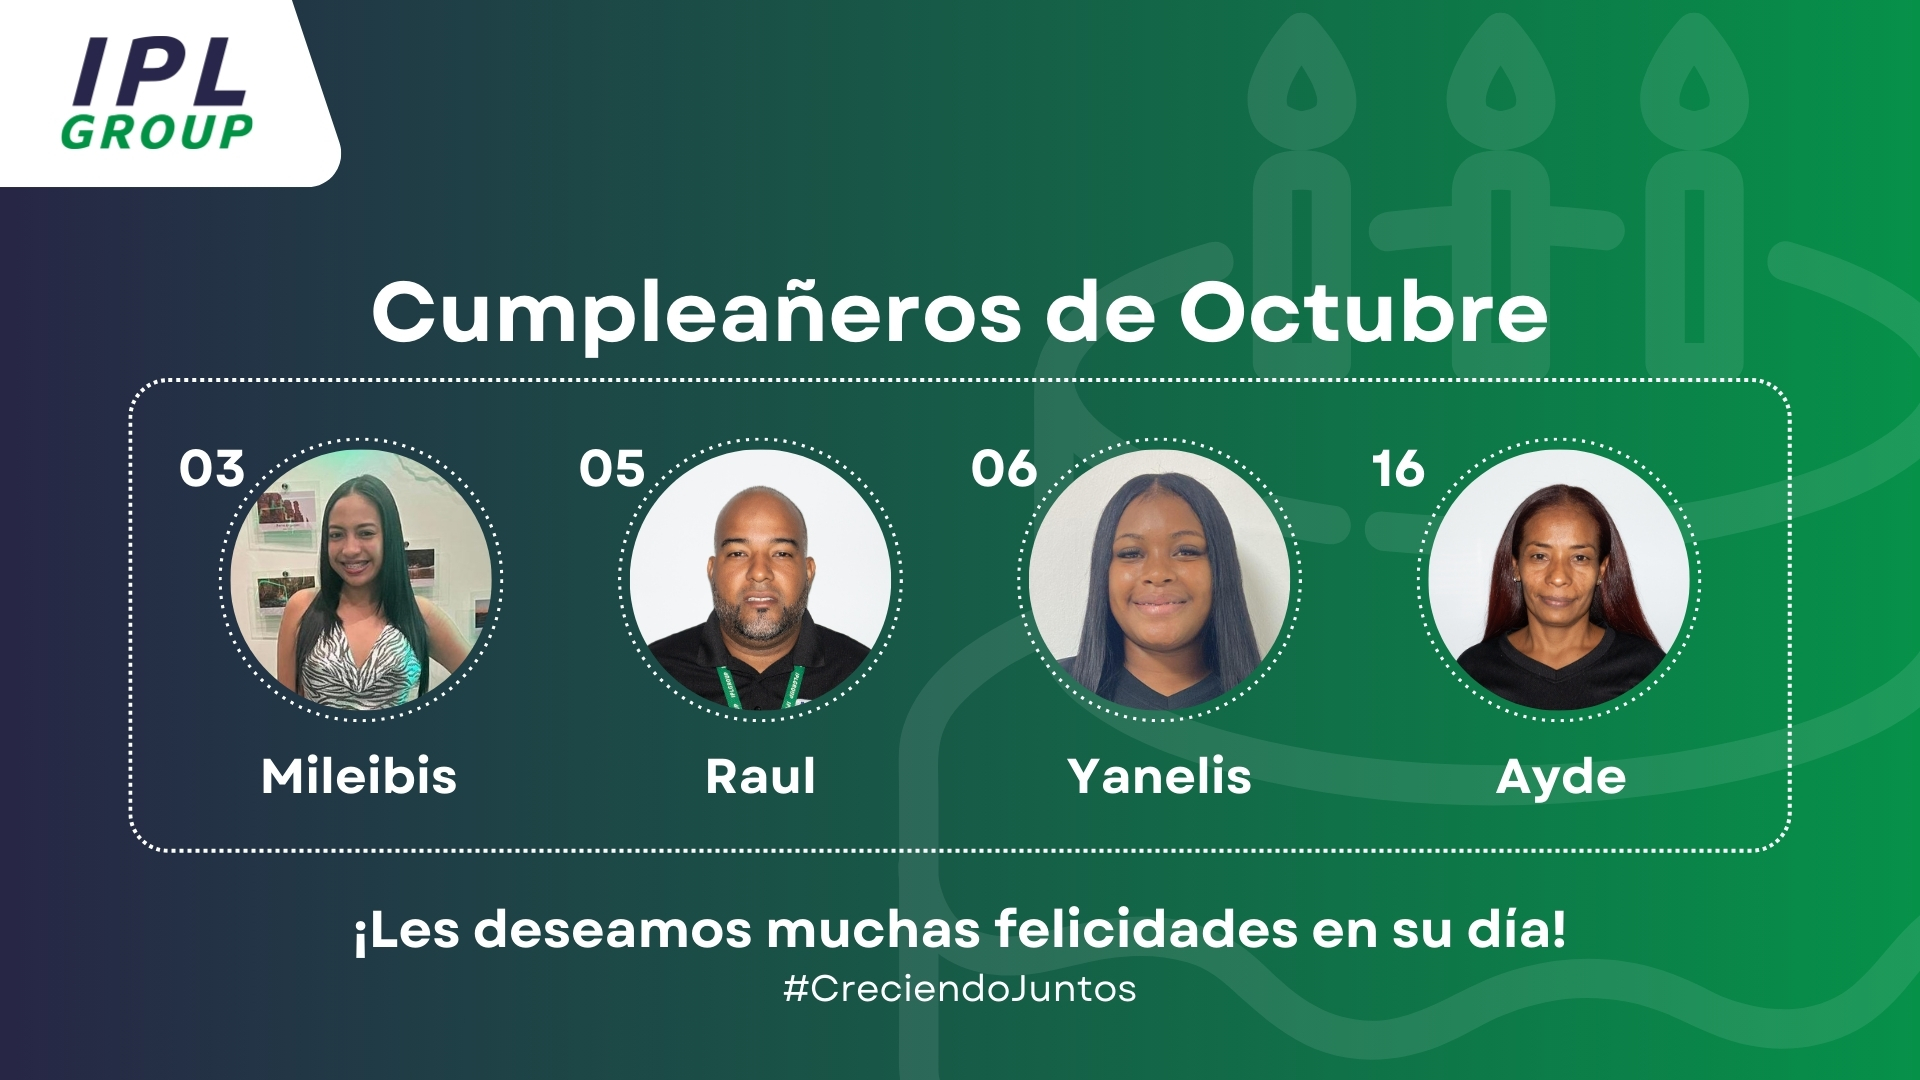 IPL
GROUP
Cumpleañeros de Octubre
03
05
06
16
Mileibis
Raul
Yanelis
Ayde
¡Les deseamos muchas felicidades en su día!
#CreciendoJuntos